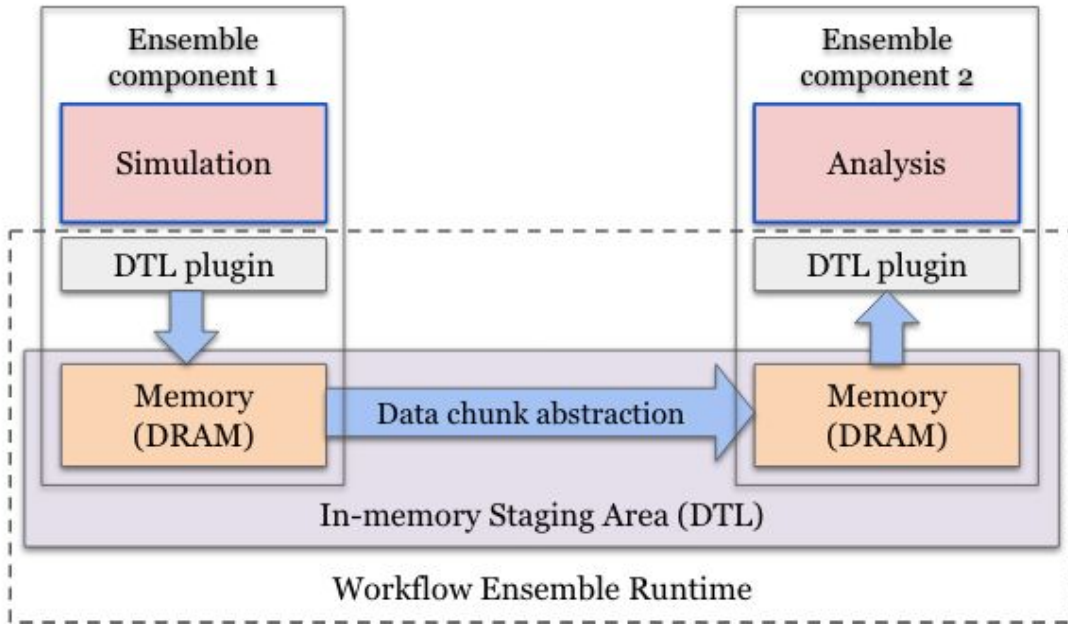 Ensemble
component 1
Ensemble
component 2
Simulation
Analysis
DTL plugin
DTL plugin
Memory
(DRAM)
Data chunk abstraction
Memory
(DRAM)
In-memory Staging Area (DTL)
Workflow Ensemble Runtime